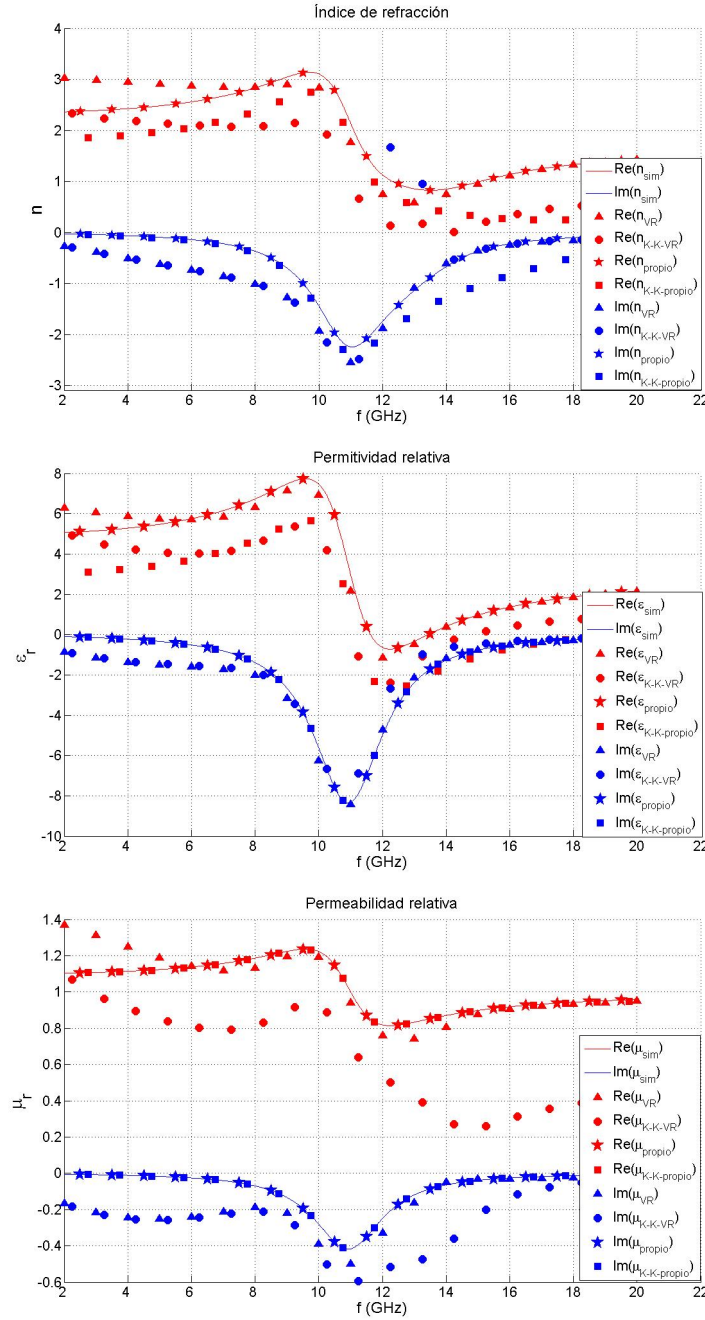 Índice de refracción
4
3
2
1
0
-1
-2
-3
n
2 4 6 8 10 12 14 16 18 20 22
f (GHz)
Re(n_sim)
Im(n_sim)
Re(n_VR)
Re(n_K-K-VR)
Re(n_propio)
Re(n_K-K-propio)
Im(n_VR)
Im(n_K-K-VR)
Im(n_propio)
Im(n_K-K-propio)
Permitividad relativa
8
6
4
2
0
-2
-4
-6
-8
-10
ε_r
2 4 6 8 10 12 14 16 18 20 22
f (GHz)
Re(ε_sim)
Im(ε_sim)
Re(ε_VR)
Re(ε_K-K-VR)
Re(ε_propio)
Re(ε_K-K-propio)
Im(ε_VR)
Im(ε_K-K-VR)
Im(ε_propio)
Im(ε_K-K-propio)
Permeabilidad relativa
1.4
1.2
1
0.8
0.6
0.4
0.2
0
-0.2
-0.4
-0.6
μ_r
2 4 6 8 10 12 14 16 18 20 22
f (GHz)
Re(μ_sim)
Im(μ_sim)
Re(μ_VR)
Re(μ_K-K-VR)
Re(μ_propio)
Re(μ_K-K-propio)
Im(μ_VR)
Im(μ_K-K-VR)
Im(μ_propio)
Im(μ_K-K-propio)